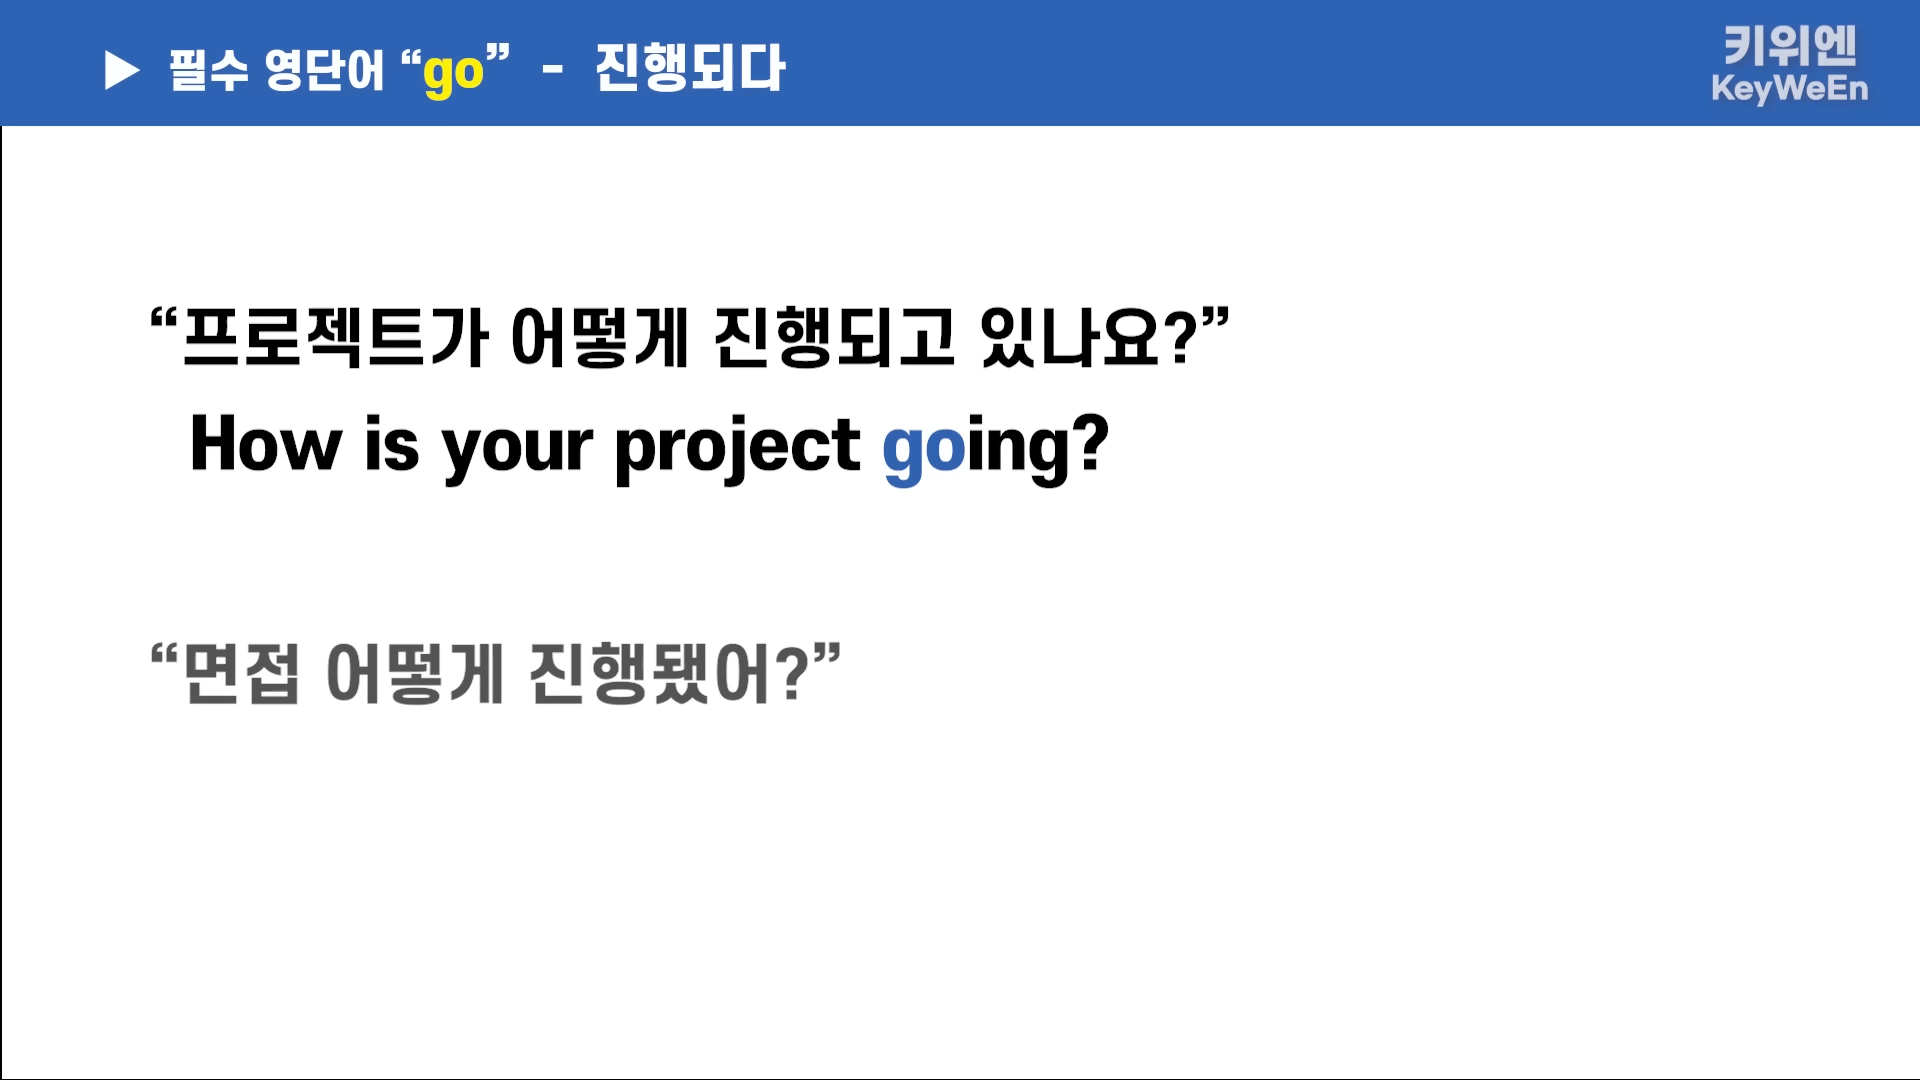 ▶ 필수 영단어 “go” - 진행되다
키위엔
KeyWeEn
“프로젝트가 어떻게 진행되고 있나요?”
How is your project going?
“면접 어떻게 진행됐어?”